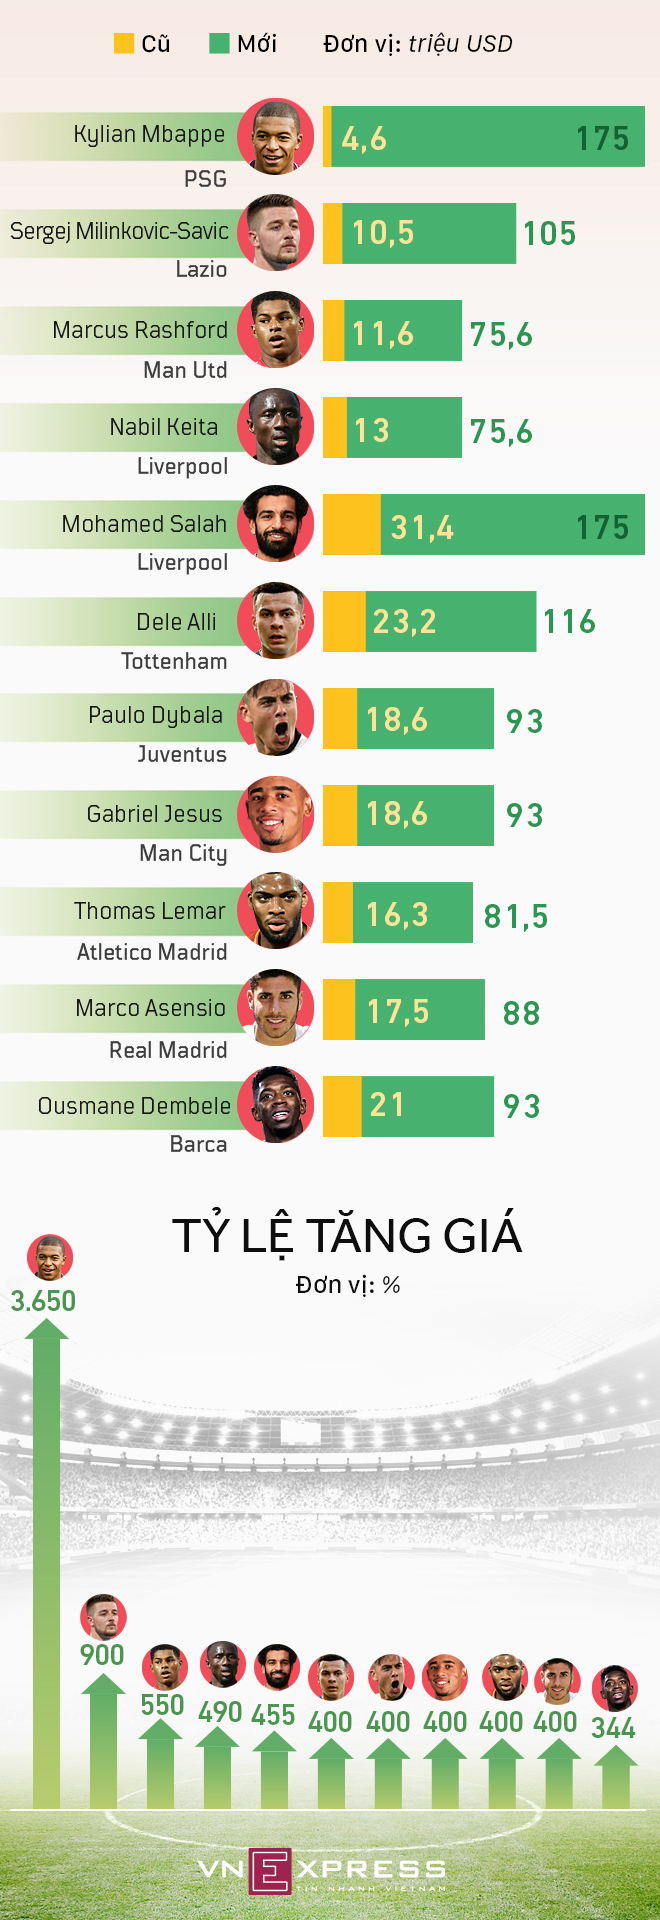 Cũ Mới Đơn vị: triệu USD
Kylian Mbappe 4,6 175
PSG
Sergej Milinkovic-Savic 10,5 105
Lazio
Marcus Rashford 11,6 75,6
Man Utd
Nabil Keita 13 75,6
Liverpool
Mohamed Salah 31,4 175
Liverpool
Dele Alli 23,2 116
Tottenham
Paulo Dybala 18,6 93
Juventus
Gabriel Jesus 18,6 93
Man City
Thomas Lemar 16,3 81,5
Atletico Madrid
Marco Asensio 17,5 88
Real Madrid
Ousmane Dembele 21 93
Barca
TỶ LỆ TĂNG GIÁ
Đơn vị: %
3.650
900
550 490 455 400 400 400 400 400 344
VNEXPRESS
TIN NHANH VIETNAM